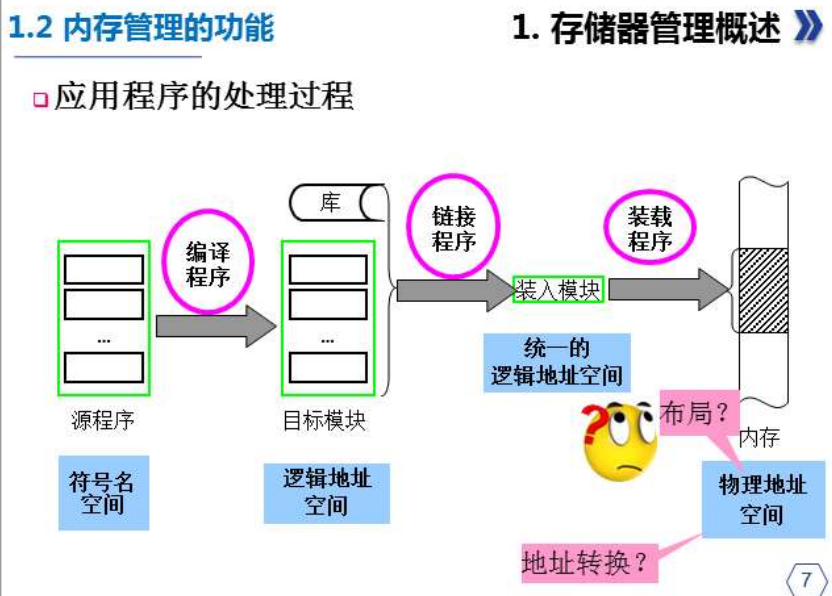 1.2 内存管理的功能
1. 存储器管理概述
应用程序的处理过程
库
编译
程序
链接
程序
装载
程序
...
...
装入模块
统一的
逻辑地址空间
源程序
目标模块
?
布局?
内存
符号名
空间
逻辑地址
空间
物理地址
空间
地址转换?
7